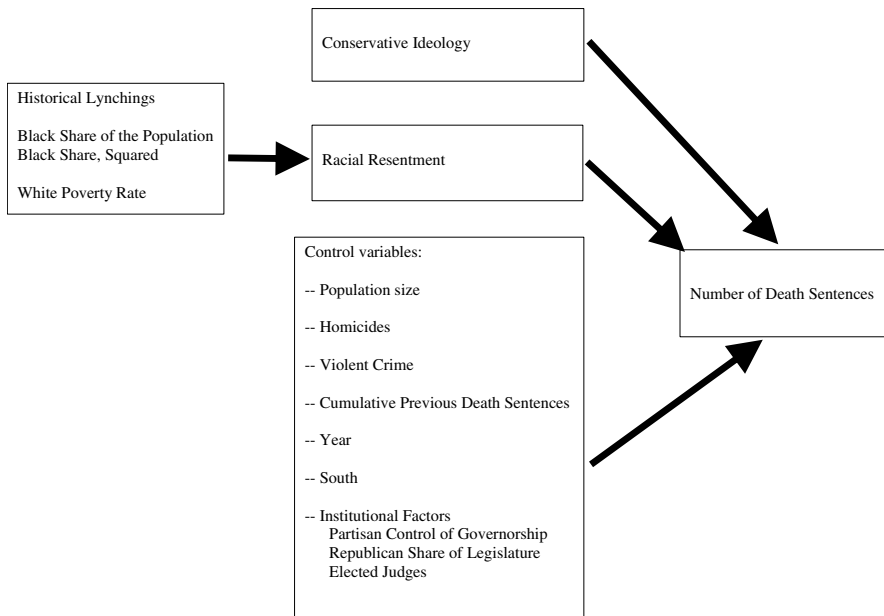 Conservative Ideology
Historical Lynchings
Black Share of the Population
Black Share, Squared
White Poverty Rate
Racial Resentment
Control variables:
-- Population size
-- Homicides
-- Violent Crime
-- Cumulative Previous Death Sentences
-- Year
-- South
-- Institutional Factors
Partisan Control of Governorship
Republican Share of Legislature
Elected Judges
Number of Death Sentences